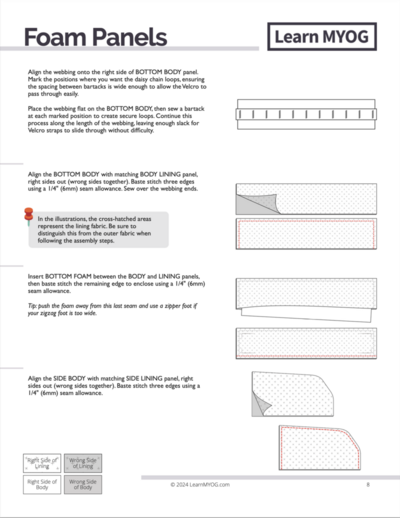 Foam Panels
Learn MYOG
Align the webbing onto the right side of BOTTOM BODY panel.
Mark the positions where you want the daisy chain loops, ensuring
the spacing between bartacks is wide enough to allow the Velcro to
pass through easily.
Place the webbing flat on the BOTTOM BODY, then sew a bartack
at each marked position to create secure loops. Continue this
process along the length of the webbing, leaving enough slack for
Velcro straps to slide through without difficulty.
Align the BOTTOM BODY with matching BODY LINING panel,
right sides out (wrong sides together). Baste stitch three edges
using a 1/4" (6mm) seam allowance. Sew over the webbing ends.
In the illustrations, the cross-hatched areas
represent the lining fabric. Be sure to
distinguish this from the outer fabric when
following the assembly steps.
Insert BOTTOM FOAM between the BODY and LINING panels,
then baste stitch the remaining edge to enclose using a 1/4" (6mm)
seam allowance.
Tip: push the foam away from this last seam and use a zipper foot if
your zigzag foot is too wide.
Align the SIDE BODY with matching SIDE LINING panel, right
sides out (wrong sides together). Baste stitch three edges using a
1/4" (6mm) seam allowance.
Right Side of
Lining
Wrong Side
of Lining
Right Side of
Body
Wrong Side
of Body
© 2024 LearnMYOG.com
8